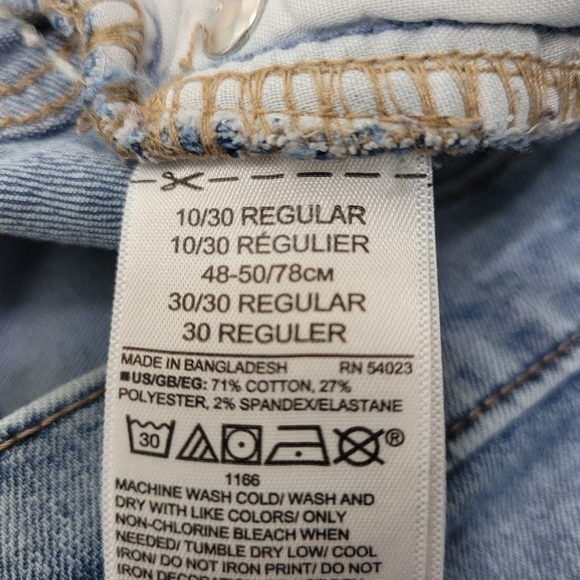 10/30 REGULAR
10/30 RÉGULIER
48-50/78CM
30/30 REGULAR
30 REGULER
MADE IN BANGLADESH RN 54023
US/GB/EG: 71% COTTON, 27%
POLYESTER, 2% SPANDEX/ELASTANE
30 ®
1166
MACHINE WASH COLD/ WASH AND
DRY WITH LIKE COLORS/ ONLY
NON-CHLORINE BLEACH WHEN
NEEDED/ TUMBLE DRY LOW/ COOL
IRON/ DO NOT IRON PRINT/ DO NOT
IRON